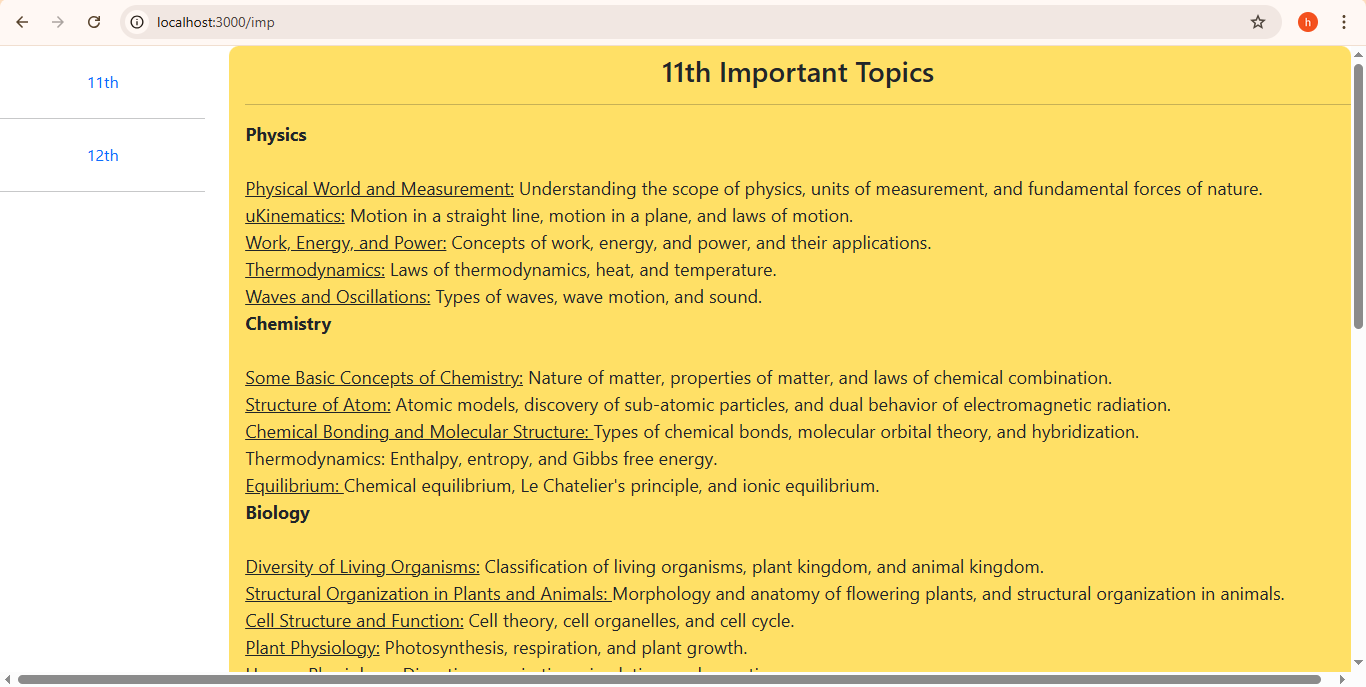 localhost:3000/imp
h
11th
12th
11th Important Topics
Physics
Physical World and Measurement: Understanding the scope of physics, units of measurement, and fundamental forces of nature.
uKinematics: Motion in a straight line, motion in a plane, and laws of motion.
Work, Energy, and Power: Concepts of work, energy, and power, and their applications.
Thermodynamics: Laws of thermodynamics, heat, and temperature.
Waves and Oscillations: Types of waves, wave motion, and sound.
Chemistry
Some Basic Concepts of Chemistry: Nature of matter, properties of matter, and laws of chemical combination.
Structure of Atom: Atomic models, discovery of sub-atomic particles, and dual behavior of electromagnetic radiation.
Chemical Bonding and Molecular Structure: Types of chemical bonds, molecular orbital theory, and hybridization.
Thermodynamics: Enthalpy, entropy, and Gibbs free energy.
Equilibrium: Chemical equilibrium, Le Chatelier's principle, and ionic equilibrium.
Biology
Diversity of Living Organisms: Classification of living organisms, plant kingdom, and animal kingdom.
Structural Organization in Plants and Animals: Morphology and anatomy of flowering plants, and structural organization in animals.
Cell Structure and Function: Cell theory, cell organelles, and cell cycle.
Plant Physiology: Photosynthesis, respiration, and plant growth.